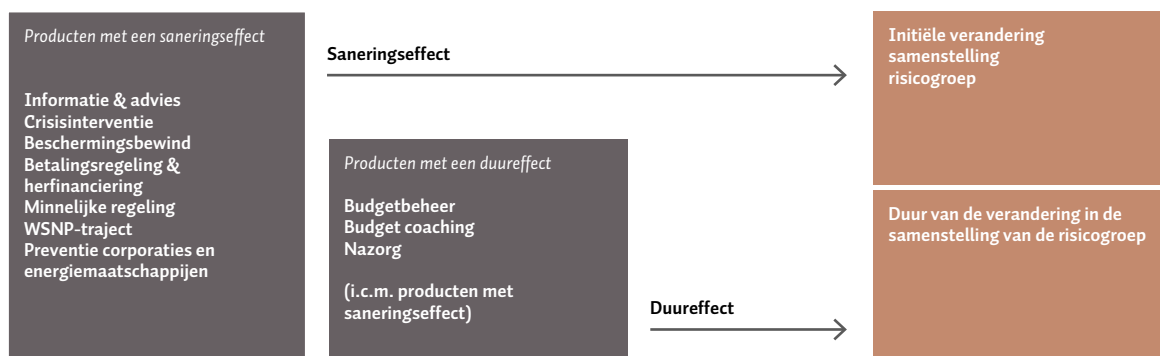 Producten met een saneringseffect
Informatie & advies
Crisisinterventie
Beschermingsbewind
Betalingsregeling &
herfinanciering
Minnelijke regeling
WSNP-traject
Preventie corporaties en
energiemaatschappijen
Saneringseffect
Producten met een duureffect
Budgetbeheer
Budget coaching
Nazorg
(i.c.m. producten met
saneringseffect)
Duureffect
Initiële verandering
samenstelling
risicogroep
Duur van de verandering in de
samenstelling van de risicogroep